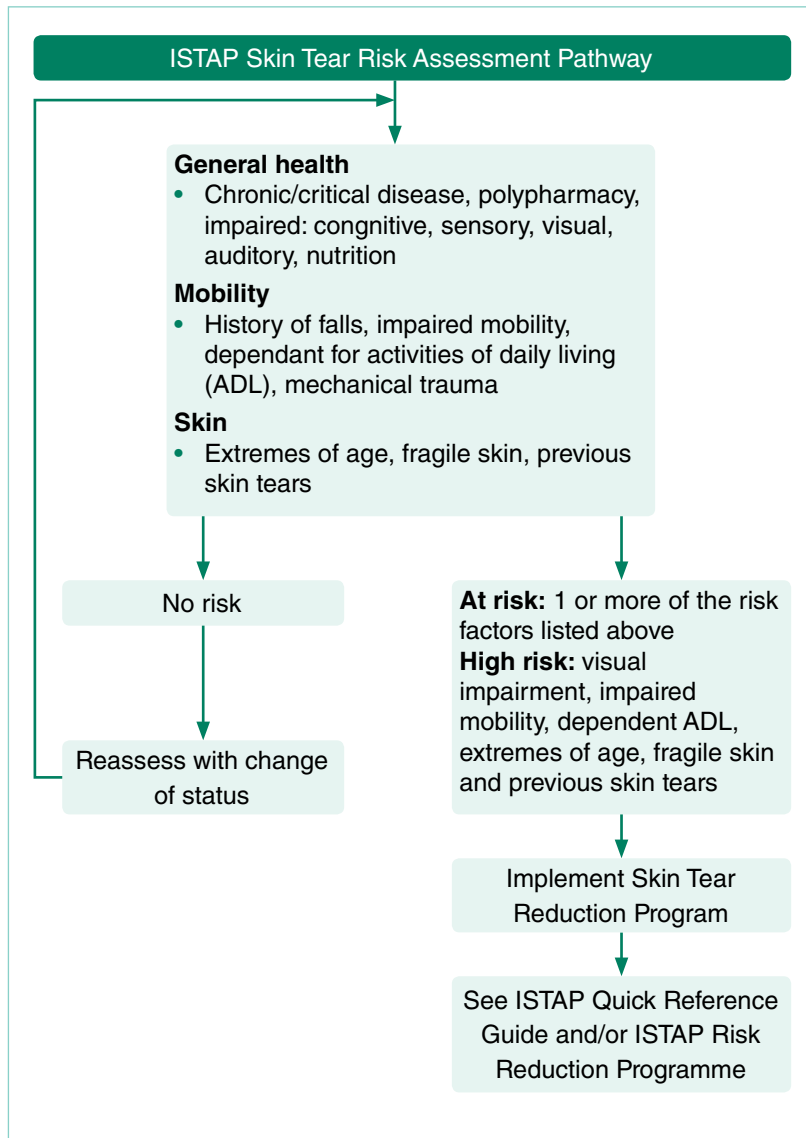 ISTAP Skin Tear Risk Assessment Pathway
General health
• Chronic/critical disease, polypharmacy,
impaired: congnitive, sensory, visual,
auditory, nutrition
Mobility
• History of falls, impaired mobility,
dependant for activities of daily living
(ADL), mechanical trauma
Skin
• Extremes of age, fragile skin, previous
skin tears
No risk
Reassess with change
of status
At risk: 1 or more of the risk
factors listed above
High risk: visual
impairment, impaired
mobility, dependent ADL,
extremes of age, fragile skin
and previous skin tears
Implement Skin Tear
Reduction Program
See ISTAP Quick Reference
Guide and/or ISTAP Risk
Reduction Programme